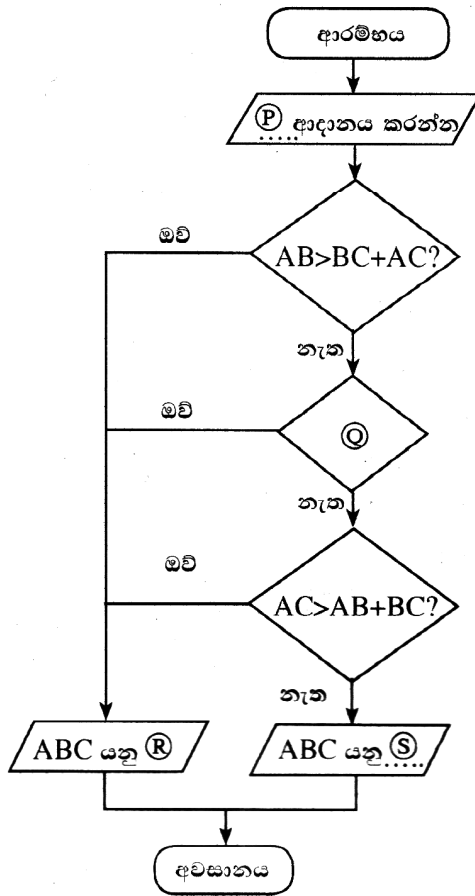 ආරම්භය
Ⓟ ..... ආදානය කරන්න
ඔව්
AB>BC+AC?
නැත
ඔව්
Ⓠ
නැත
ඔව්
AC>AB+BC?
නැත
ABC යනු Ⓡ
ABC යනු Ⓢ .....
අවසානය